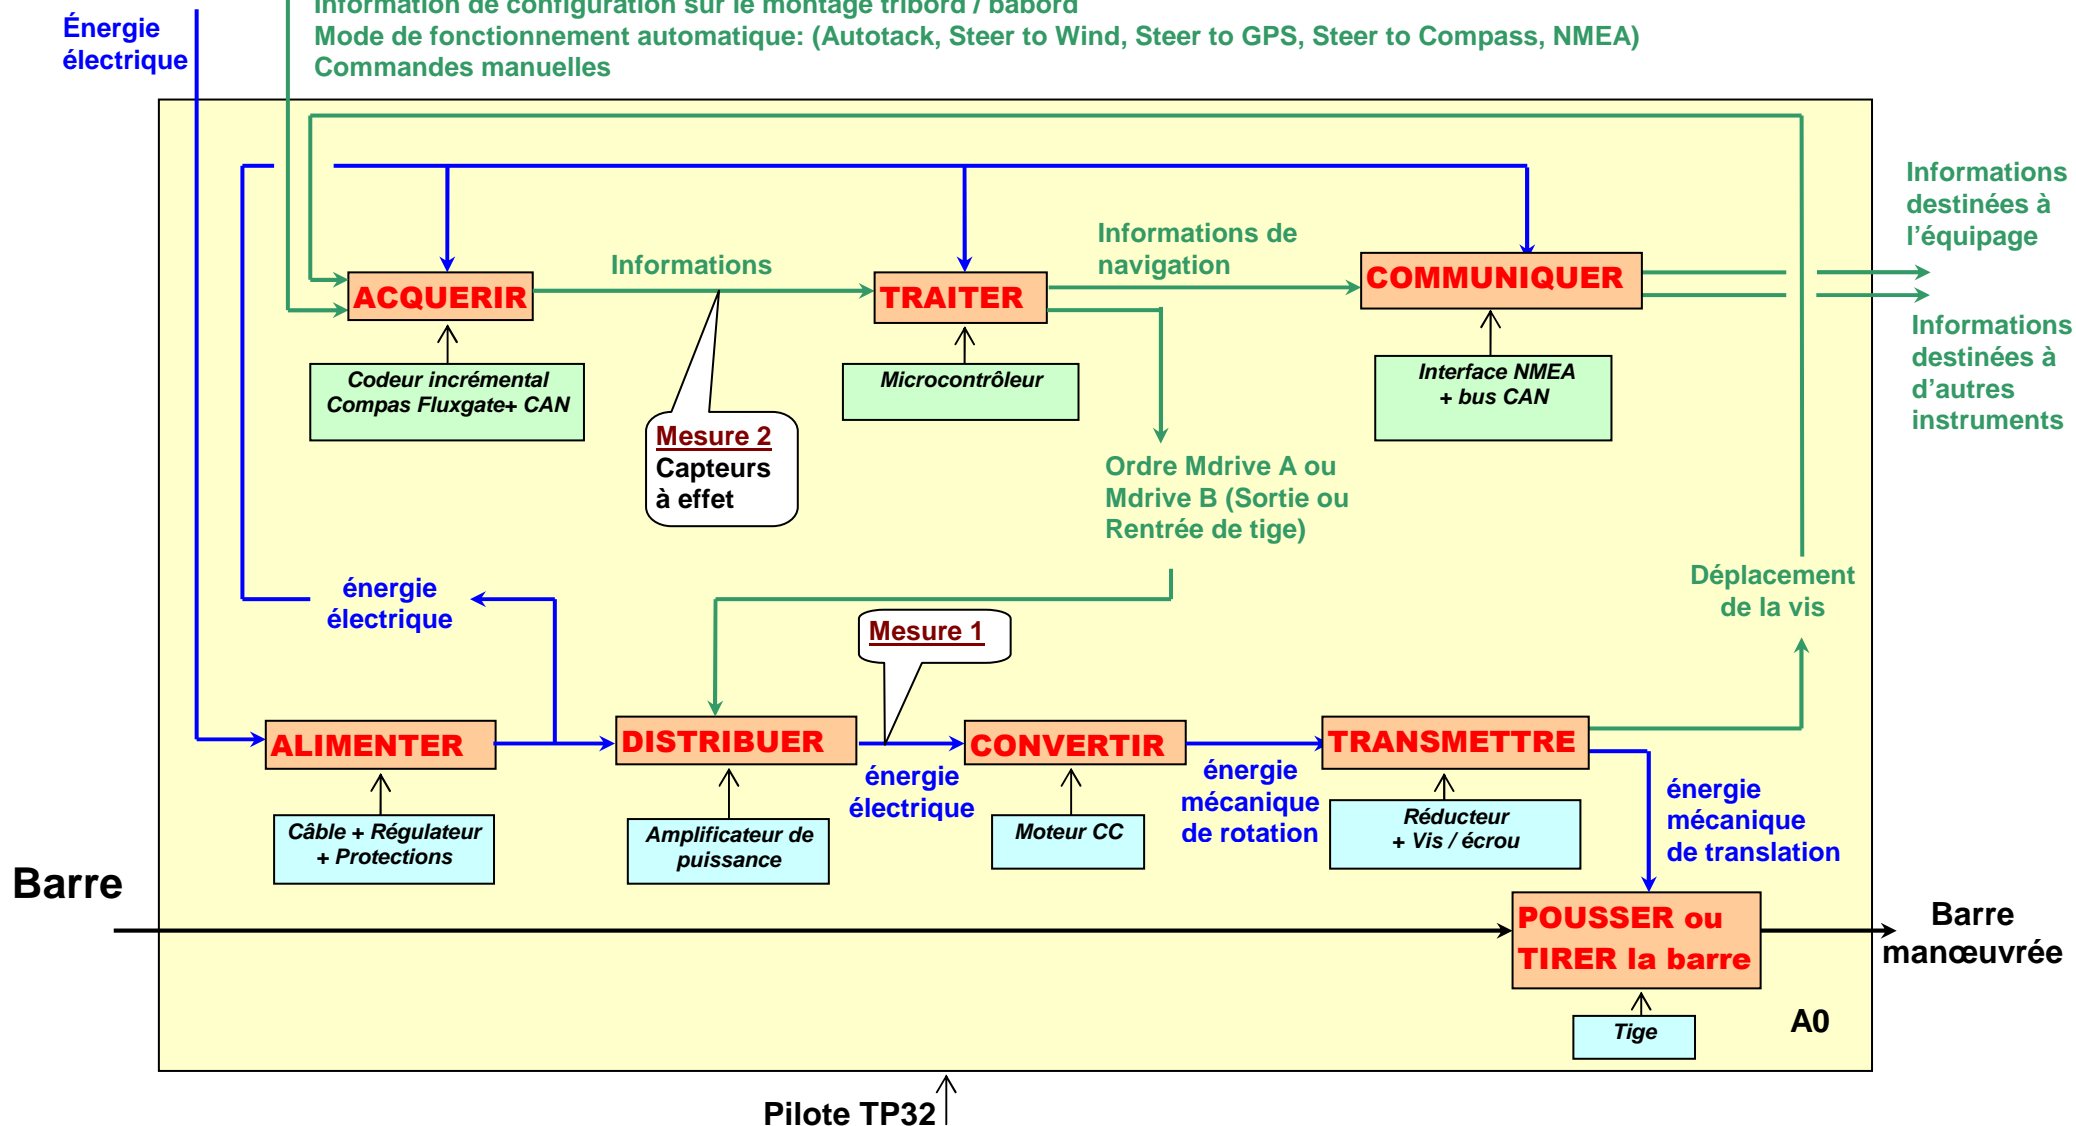 Information de configuration sur le montage tribord / bâbord
Énergie
électrique
Mode de fonctionnement automatique: (Autotack, Steer to Wind, Steer to GPS, Steer to Compass, NMEA)
Commandes manuelles
Informations
destinées à
l'équipage
Informations de
navigation
Informations
ACQUERIR
TRAITER
COMMUNIQUER
Informations
destinées à
d'autres
instruments
Codeur incrémental
Compas Fluxgate+ CAN
Microcontrôleur
Interface NMEA
+ bus CAN
Mesure 2
Capteurs
à effet
Ordre Mdrive A ou
Mdrive B (Sortie ou
Rentrée de tige)
énergie
électrique
Déplacement
de la vis
Mesure 1
ALIMENTER
DISTRIBUER
CONVERTIR
TRANSMETTRE
énergie
électrique
énergie
mécanique
de rotation
énergie
mécanique
de translation
Câble + Régulateur
+ Protections
Amplificateur de
puissance
Moteur CC
Réducteur
+ Vis / écrou
Barre
POUSSER ou
TIRER la barre
Barre
manœuvrée
Tige
A0
Pilote TP32